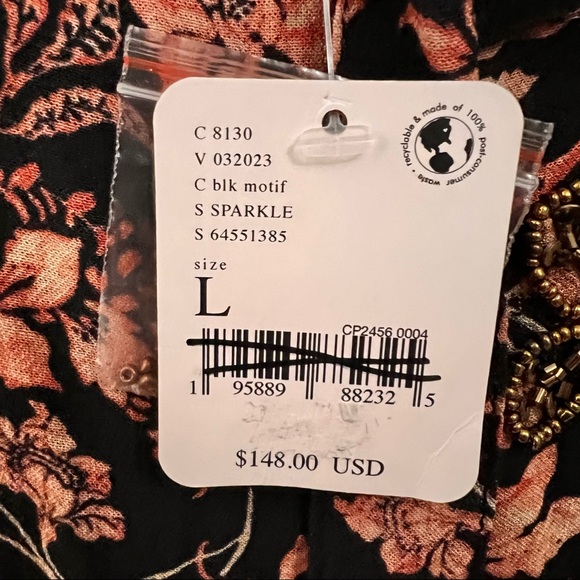 C 8130
V 032023
C blk motif
S SPARKLE
S 64551385
size
L
CP2456 0004
1 95889 88232 5
$148.00 USD
recyclable & made of 100% post-consumer waste •